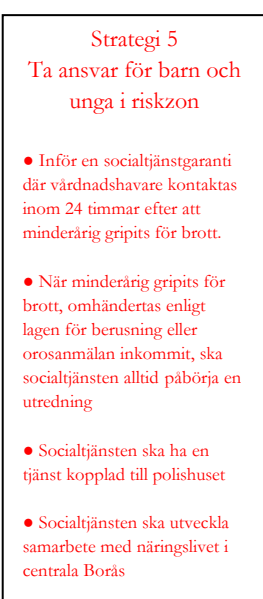 Strategi 5
Ta ansvar för barn och
unga i riskzon
● Inför en socialtjänstgaranti
där vårdnadshavare kontaktas
inom 24 timmar efter att
minderårig gripits för brott.
● När minderårig gripits för
brott, omhändertas enligt
lagen för berusning eller
orosanmälan inkommit, ska
socialtjänsten alltid påbörja en
utredning
● Socialtjänsten ska ha en
tjänst kopplad till polishuset
● Socialtjänsten ska utveckla
samarbete med näringslivet i
centrala Borås